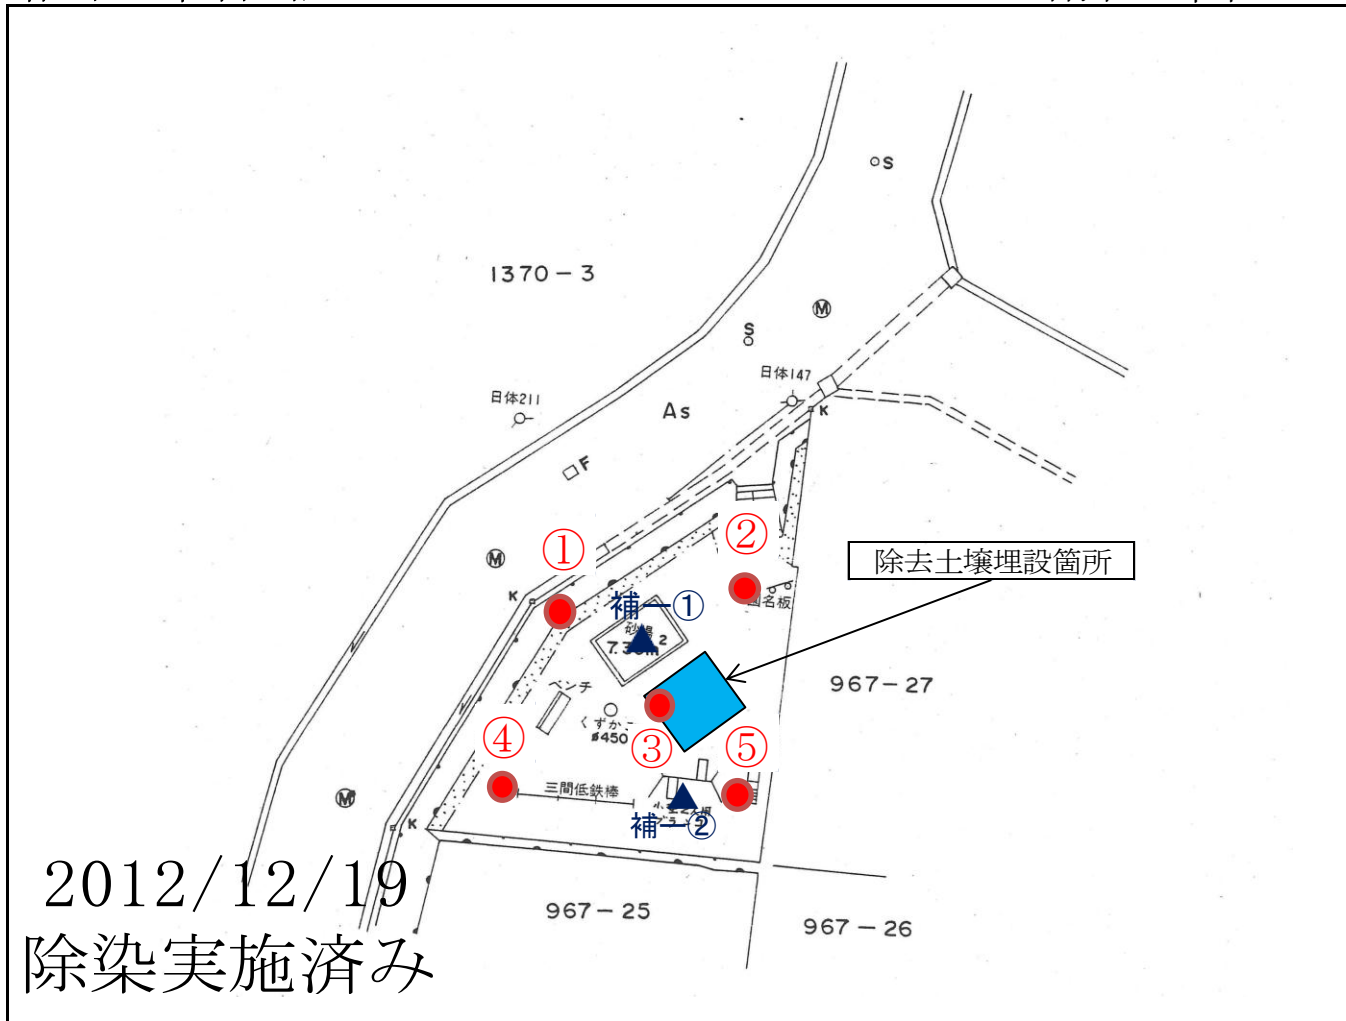 S
1370-3
M
S
日体147
日体211
K
As
F
②
①
除去土壌埋設箇所
M
K
園名板
補―①
砂場
967-27
ベンチ
くずかご
ø450
④
③
⑤
三間低鉄棒
M
K
補―②
2012/12/19
967-25
967-26
除染実施済み